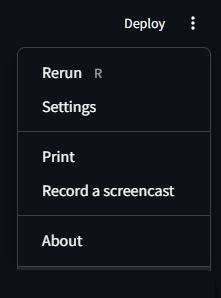 Deploy
Rerun R
Settings
Print
Record a screencast
About